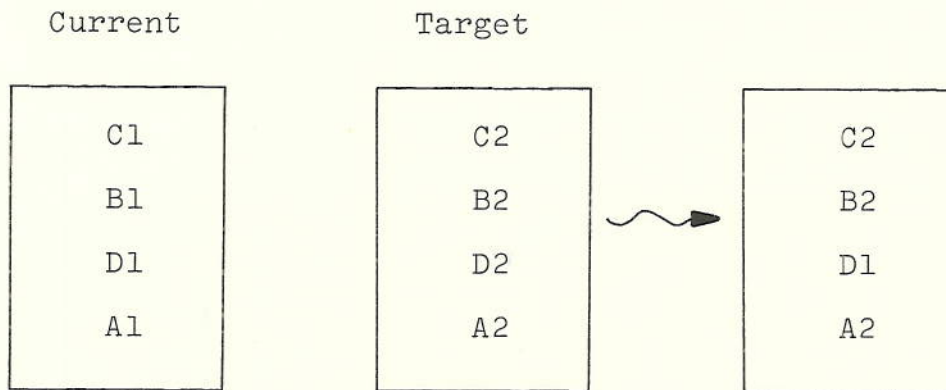 Current Target
C1 C2 C2
B1 B2 B2
D1 D2 D1
A1 A2 A2